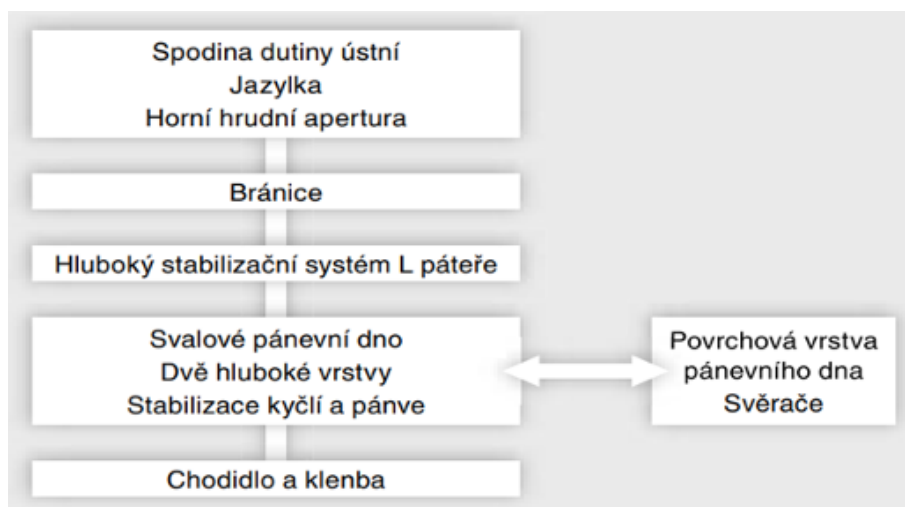 Spodina dutiny ústní
Jazylka
Horní hrudní apertura
Bránice
Hluboký stabilizační systém L páteře
Svalové pánevní dno
Dvě hluboké vrstvy
Stabilizace kyčlí a pánve
Povrchová vrstva
pánevního dna
Svěrače
Chodidlo a klenba